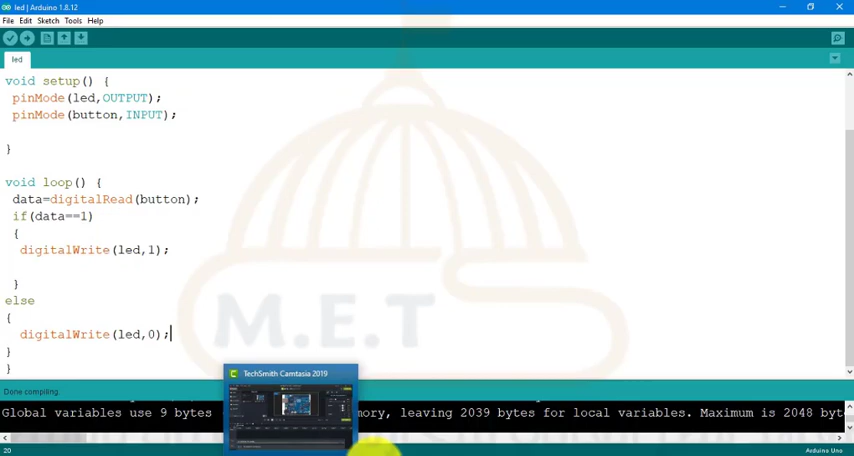 led | Arduino 1.8.12
File Edit Sketch Tools Help
led
void setup() {
pinMode(led,OUTPUT);
pinMode(button,INPUT);
}
void loop() {
data=digitalRead(button);
if(data==1)
{
digitalWrite(led,1);
}
else
{
digitalWrite(led,0);
}
}
M.E.T
TechSmith Camtasia 2019
Done compiling.
Global variables use 9 bytes mory, leaving 2039 bytes for local variables. Maximum is 2048 byt
20
Arduino Uno